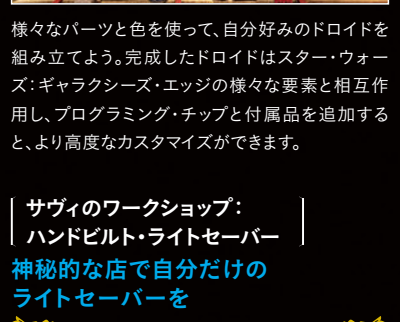 様々なパーツと色を使って、自分好みのドロイドを
組み立てよう。完成したドロイドはスター・ウォー
ズ：ギャラクシーズ・エッジの様々な要素と相互作
用し、プログラミング・チップと付属品を追加する
と、より高度なカスタマイズができます。
サヴィのワークショップ：
ハンドビルト・ライトセーバー
神秘的な店で自分だけの
ライトセーバーを